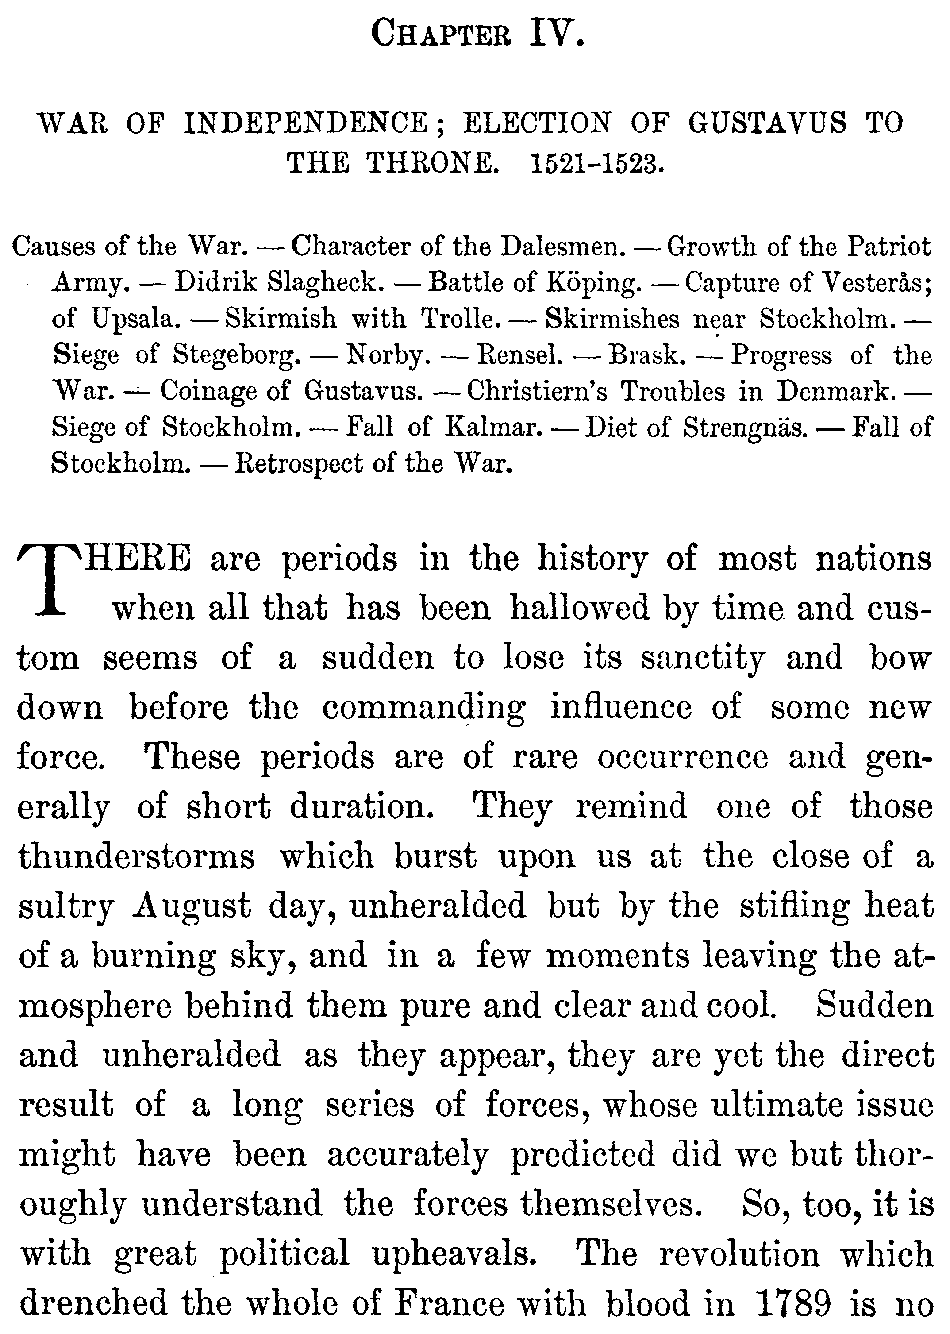 CHAPTER IV.
WAR OF INDEPENDENCE; ELECTION OF GUSTAVUS TO
THE THRONE. 1521–1523.
Causes of the War. — Character of the Dalesmen. — Growth of the Patriot
Army. — Didrik Slagheck. — Battle of Köping. — Capture of Vesterås;
of Upsala. — Skirmish with Trolle. — Skirmishes near Stockholm. —
Siege of Stegeborg. — Norby. — Rensel. — Brask. — Progress of the
War. — Coinage of Gustavus. — Christiern's Troubles in Denmark. —
Siege of Stockholm. — Fall of Kalmar. — Diet of Strengnäs. — Fall of
Stockholm. — Retrospect of the War.
THERE are periods in the history of most nations
when all that has been hallowed by time and cus-
tom seems of a sudden to lose its sanctity and bow
down before the commanding influence of some new
force. These periods are of rare occurrence and gen-
erally of short duration. They remind one of those
thunderstorms which burst upon us at the close of a
sultry August day, unheralded but by the stifling heat
of a burning sky, and in a few moments leaving the at-
mosphere behind them pure and clear and cool. Sudden
and unheralded as they appear, they are yet the direct
result of a long series of forces, whose ultimate issue
might have been accurately predicted did we but thor-
oughly understand the forces themselves. So, too, it is
with great political upheavals. The revolution which
drenched the whole of France with blood in 1789 is no